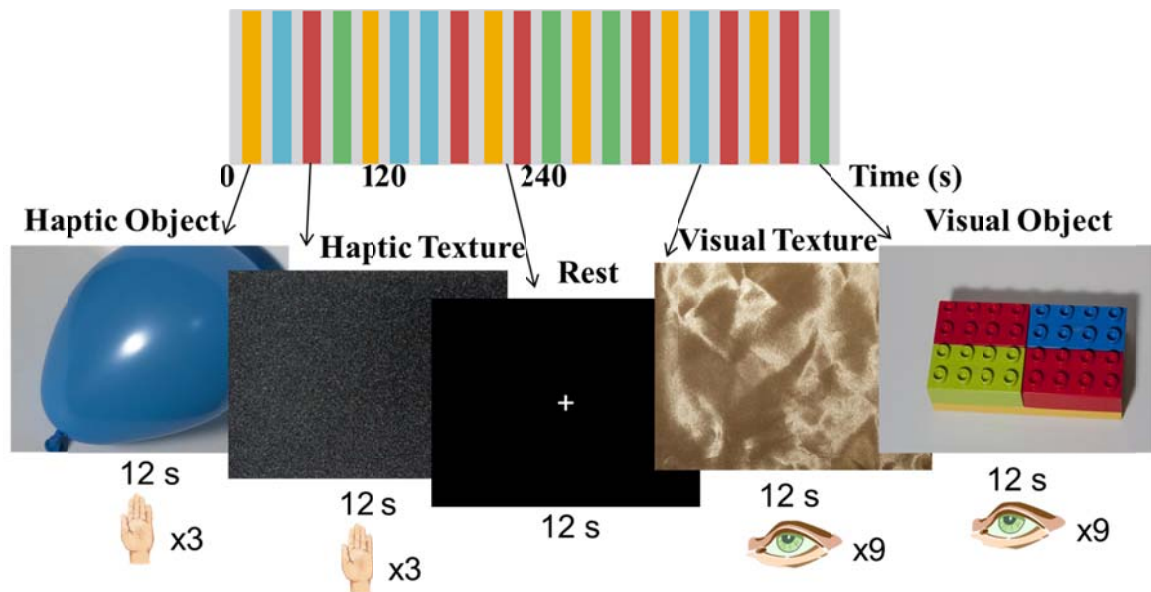 0 120 240 Time (s)
Haptic Object
Haptic Texture
Rest
Visual Texture
Visual Object
12 s
x3
12 s
x3
12 s
12 s
x9
12 s
x9